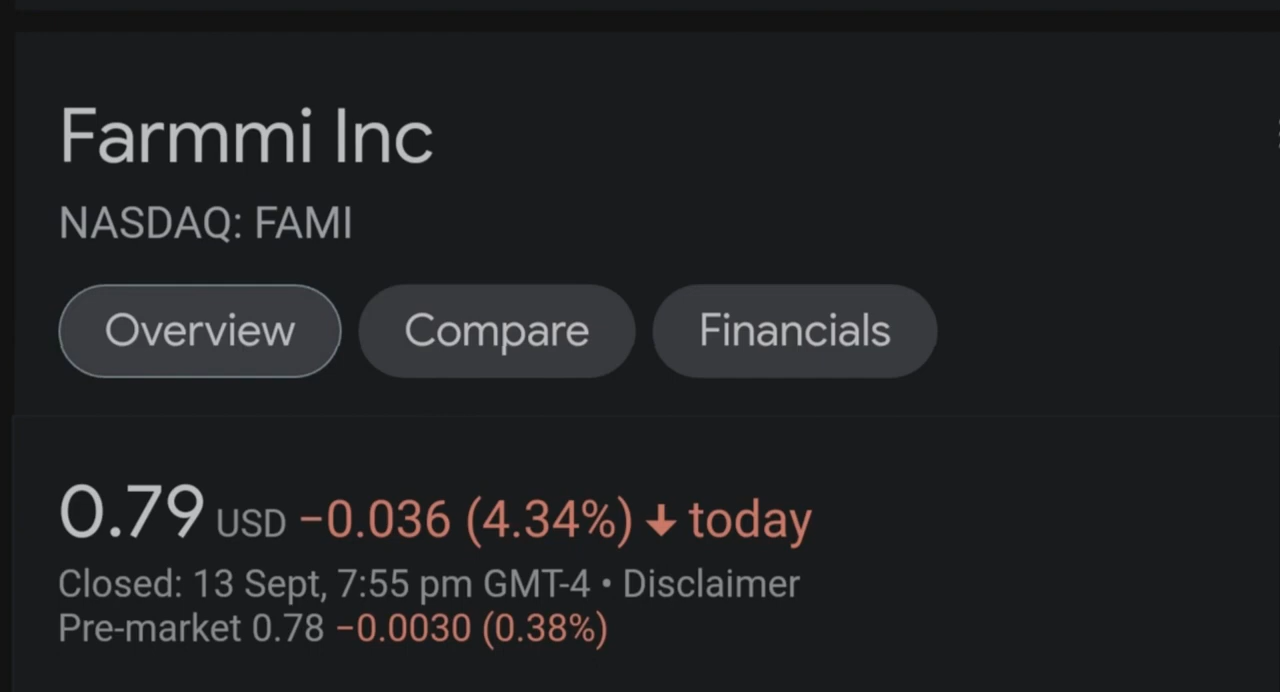 Farmmi Inc
NASDAQ: FAMI
Overview Compare Financials
0.79 USD −0.036 (4.34%) ↓ today
Closed: 13 Sept, 7:55 pm GMT-4 • Disclaimer
Pre-market 0.78 −0.0030 (0.38%)